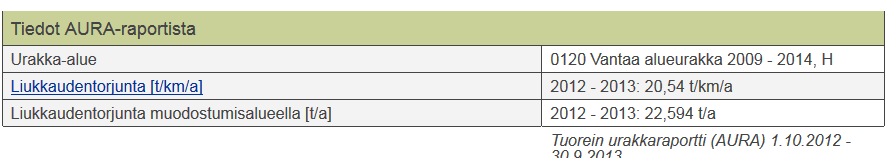 Tiedot AURA-raportista
Urakka-alue 0120 Vantaa alueurakka 2009 - 2014, H
Liukkaudentorjunta [t/km/a] 2012 - 2013: 20,54 t/km/a
Liukkaudentorjunta muodostumisalueella [t/a] 2012 - 2013: 22,594 t/a
Tuorein urakkaraportti (AURA) 1.10.2012 -
30.9.2013